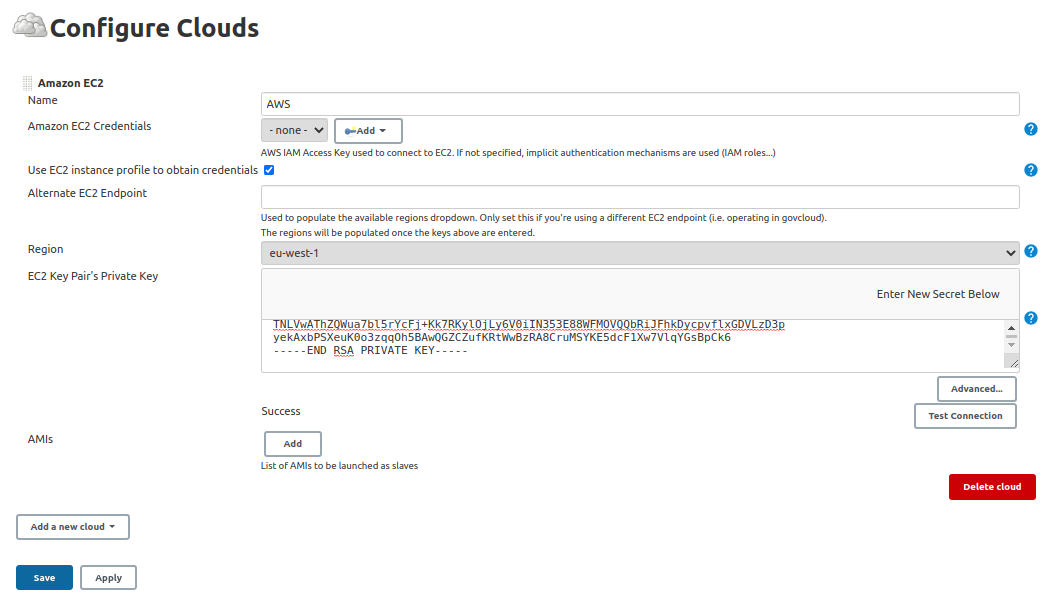 Configure Clouds
Amazon EC2
Name
AWS
Amazon EC2 Credentials
- none -
Add
AWS IAM Access Key used to connect to EC2. If not specified, implicit authentication mechanisms are used (IAM roles...)
Use EC2 instance profile to obtain credentials
Alternate EC2 Endpoint
Used to populate the available regions dropdown. Only set this if you're using a different EC2 endpoint (i.e. operating in govcloud).
The regions will be populated once the keys above are entered.
Region
eu-west-1
EC2 Key Pair's Private Key
Enter New Secret Below
TNLVwAThZQWua7bl5rYcFj+Kk7RKylOjLy6V0iIN353E88WFMOVQQbRiJFhkDycpvflxGDVLzD3p
yekAxbPSXeuK0o3zqqOh5BAwQGZCZufKRtWwBzRA8CruMSYKE5dcF1Xw7VlqYGsBpCk6
-----END RSA PRIVATE KEY-----
Advanced...
Success
Test Connection
AMIs
Add
List of AMIs to be launched as slaves
Delete cloud
Add a new cloud
Save
Apply